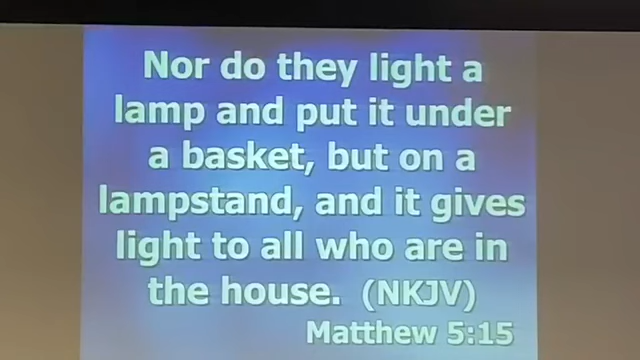 Nor do they light a
lamp and put it under
a basket, but on a
lampstand, and it gives
light to all who are in
the house. (NKJV)
Matthew 5:15